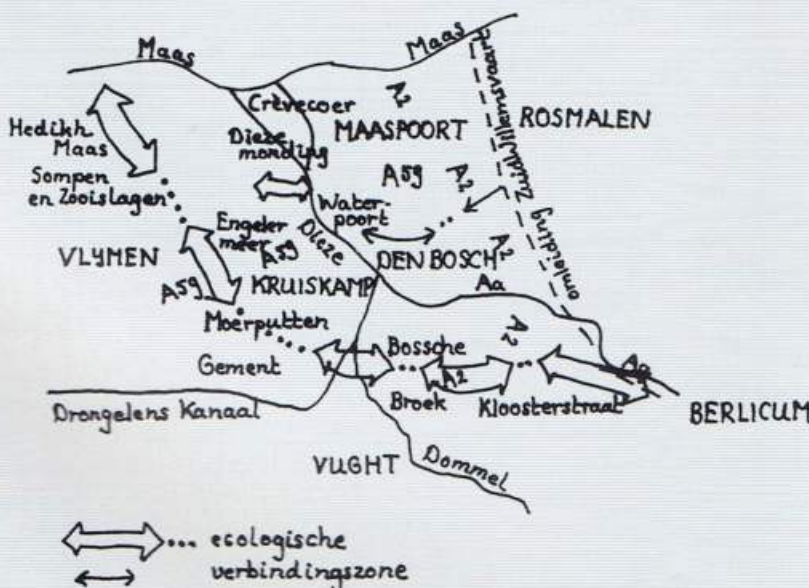 Maas
Maas
Crèvecoer
A2
Hedikh.
Maas
Dieze
monding
MAASPOORT
ROSMALEN
Zuid Willemsvaart
omleiding
Sompen
en Zooislagen
A59
A2
Water-
poort
Engeler
meer
Dieze
A59
VLYMEN
DEN BOSCH
A2
A59
KRUISKAMP
Aa
Moerputten
A2
Gement
Bossche
Broek
A2
Aa
Kloosterstraat
BERLICUM
Drongelens Kanaal
VUGHT
Dommel
... ecologische
verbindingszone